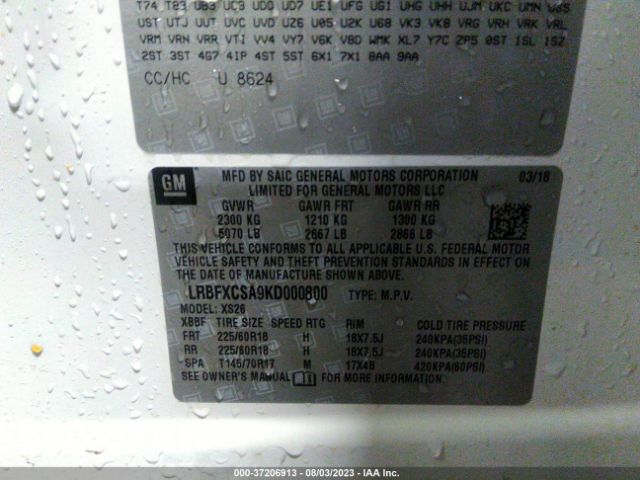 T74 T83 UB3 UC3 UDD UD7 UE1 UFG UG1 UHG UHH UJM UKC UMN U8S
UST UTJ UUT UVC UVD UZ6 U05 U2K U68 VK3 VK8 VRG VRH VRK VRL
VRM VRN VRR VTI VV4 VY7 V6K V8D WMK XL7 Y7C ZP5 0ST 1SL 1SZ
2ST 3ST 4G7 41P 4ST 5ST 6X1 7X1 8AA 9AA
CC/HC U 8624
GM
MFD BY SAIC GENERAL MOTORS CORPORATION 03/18
LIMITED FOR GENERAL MOTORS LLC
GVWR GAWR FRT GAWR RR
2300 KG 1210 KG 1300 KG
5070 LB 2667 LB 2866 LB
THIS VEHICLE CONFORMS TO ALL APPLICABLE U.S. FEDERAL MOTOR
VEHICLE SAFETY AND THEFT PREVENTION STANDARDS IN EFFECT ON
THE DATE OF MANUFACTURE SHOWN ABOVE.
LRBFXCSA9KD000800 TYPE: M.P.V.
MODEL: XS26
XBBF TIRE SIZE SPEED RTG RIM COLD TIRE PRESSURE
FRT 225/60R18 H 18X7.5J 240KPA(35PSI)
RR 225/60R18 H 18X7.5J 240KPA(35PSI)
SPA T145/70R17 M 17X4B 420KPA(60PSI)
SEE OWNER'S MANUAL FOR MORE INFORMATION.
000-37206913 - 08/03/2023 - IAA Inc.